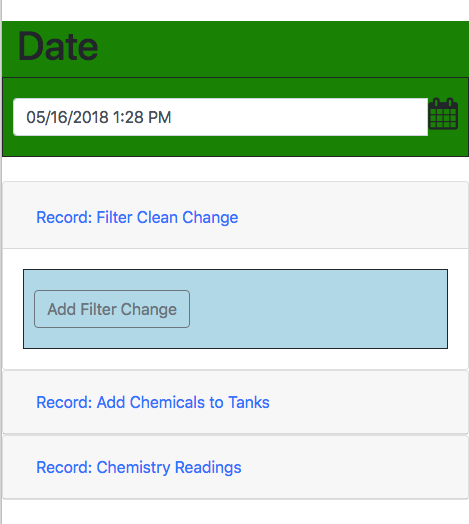 Date
05/16/2018 1:28 PM
Record: Filter Clean Change
Add Filter Change
Record: Add Chemicals to Tanks
Record: Chemistry Readings